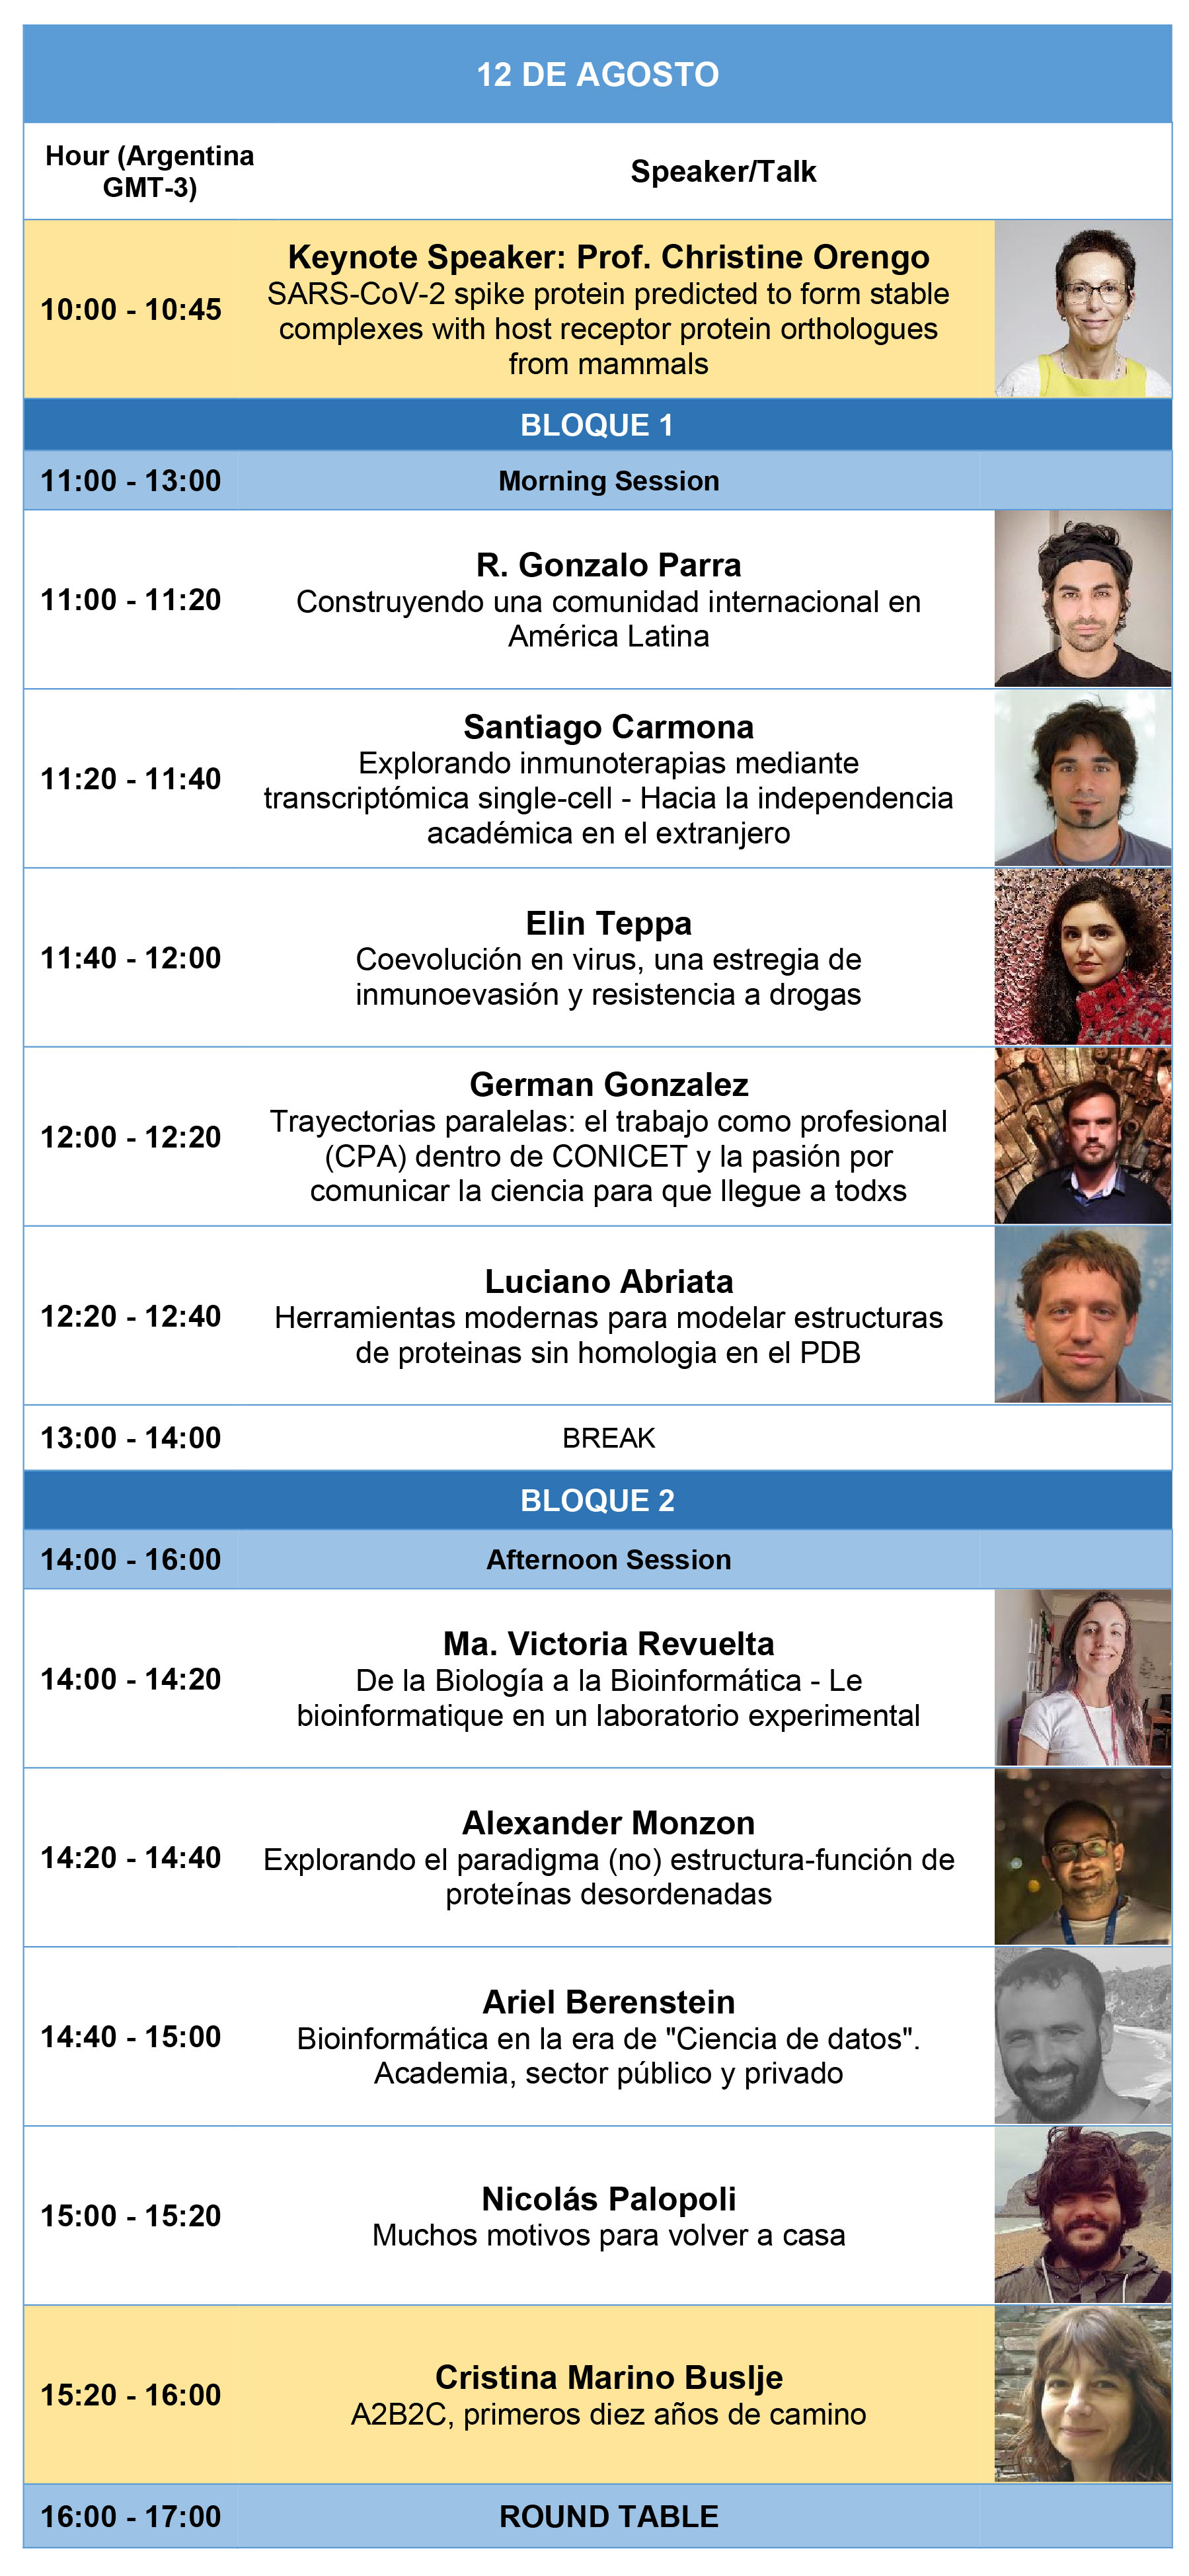 12 DE AGOSTO
Hour (Argentina
GMT-3)
Speaker/Talk
10:00 - 10:45
Keynote Speaker: Prof. Christine Orengo
SARS-CoV-2 spike protein predicted to form stable
complexes with host receptor protein orthologues
from mammals
BLOQUE 1
11:00 - 13:00
Morning Session
11:00 - 11:20
R. Gonzalo Parra
Construyendo una comunidad internacional en
América Latina
11:20 - 11:40
Santiago Carmona
Explorando inmunoterapias mediante
transcriptómica single-cell - Hacia la independencia
académica en el extranjero
11:40 - 12:00
Elin Teppa
Coevolución en virus, una estregia de
inmunoevasión y resistencia a drogas
12:00 - 12:20
German Gonzalez
Trayectorias paralelas: el trabajo como profesional
(CPA) dentro de CONICET y la pasión por
comunicar la ciencia para que llegue a todxs
12:20 - 12:40
Luciano Abriata
Herramientas modernas para modelar estructuras
de proteinas sin homologia en el PDB
13:00 - 14:00
BREAK
BLOQUE 2
14:00 - 16:00
Afternoon Session
14:00 - 14:20
Ma. Victoria Revuelta
De la Biología a la Bioinformática - Le
bioinformatique en un laboratorio experimental
14:20 - 14:40
Alexander Monzon
Explorando el paradigma (no) estructura-función de
proteínas desordenadas
14:40 - 15:00
Ariel Berenstein
Bioinformática en la era de "Ciencia de datos".
Academia, sector público y privado
15:00 - 15:20
Nicolás Palopoli
Muchos motivos para volver a casa
15:20 - 16:00
Cristina Marino Buslje
A2B2C, primeros diez años de camino
16:00 - 17:00
ROUND TABLE